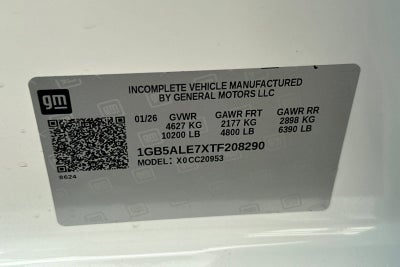 gm
INCOMPLETE VEHICLE MANUFACTURED
BY GENERAL MOTORS LLC
01/26 GVWR GAWR FRT GAWR RR
4627 KG 2177 KG 2898 KG
10200 LB 4800 LB 6390 LB
1GB5ALE7XTF208290
MODEL: X0CC20953
8624